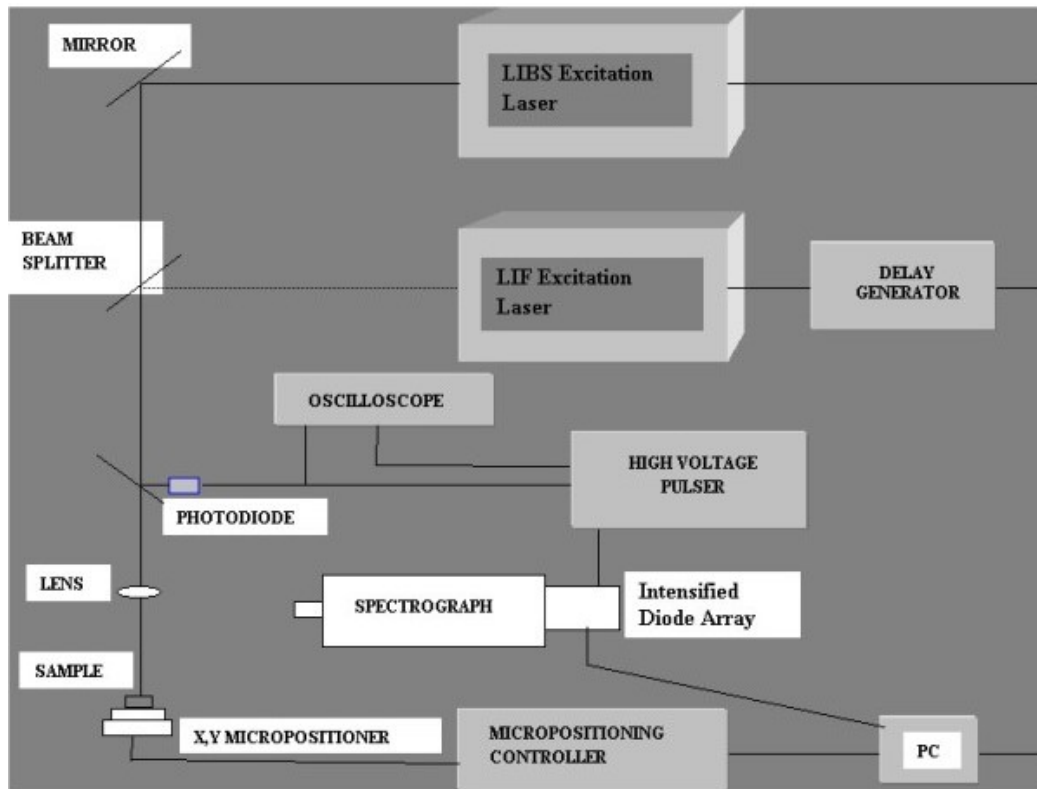 MIRROR
LIBS Excitation
Laser
BEAM
SPLITTER
LIF Excitation
Laser
DELAY
GENERATOR
OSCILLOSCOPE
HIGH VOLTAGE
PULSER
PHOTODIODE
LENS
SPECTROGRAPH
Intensified
Diode Array
SAMPLE
X,Y MICROPOSITIONER
MICROPOSITIONING
CONTROLLER
PC